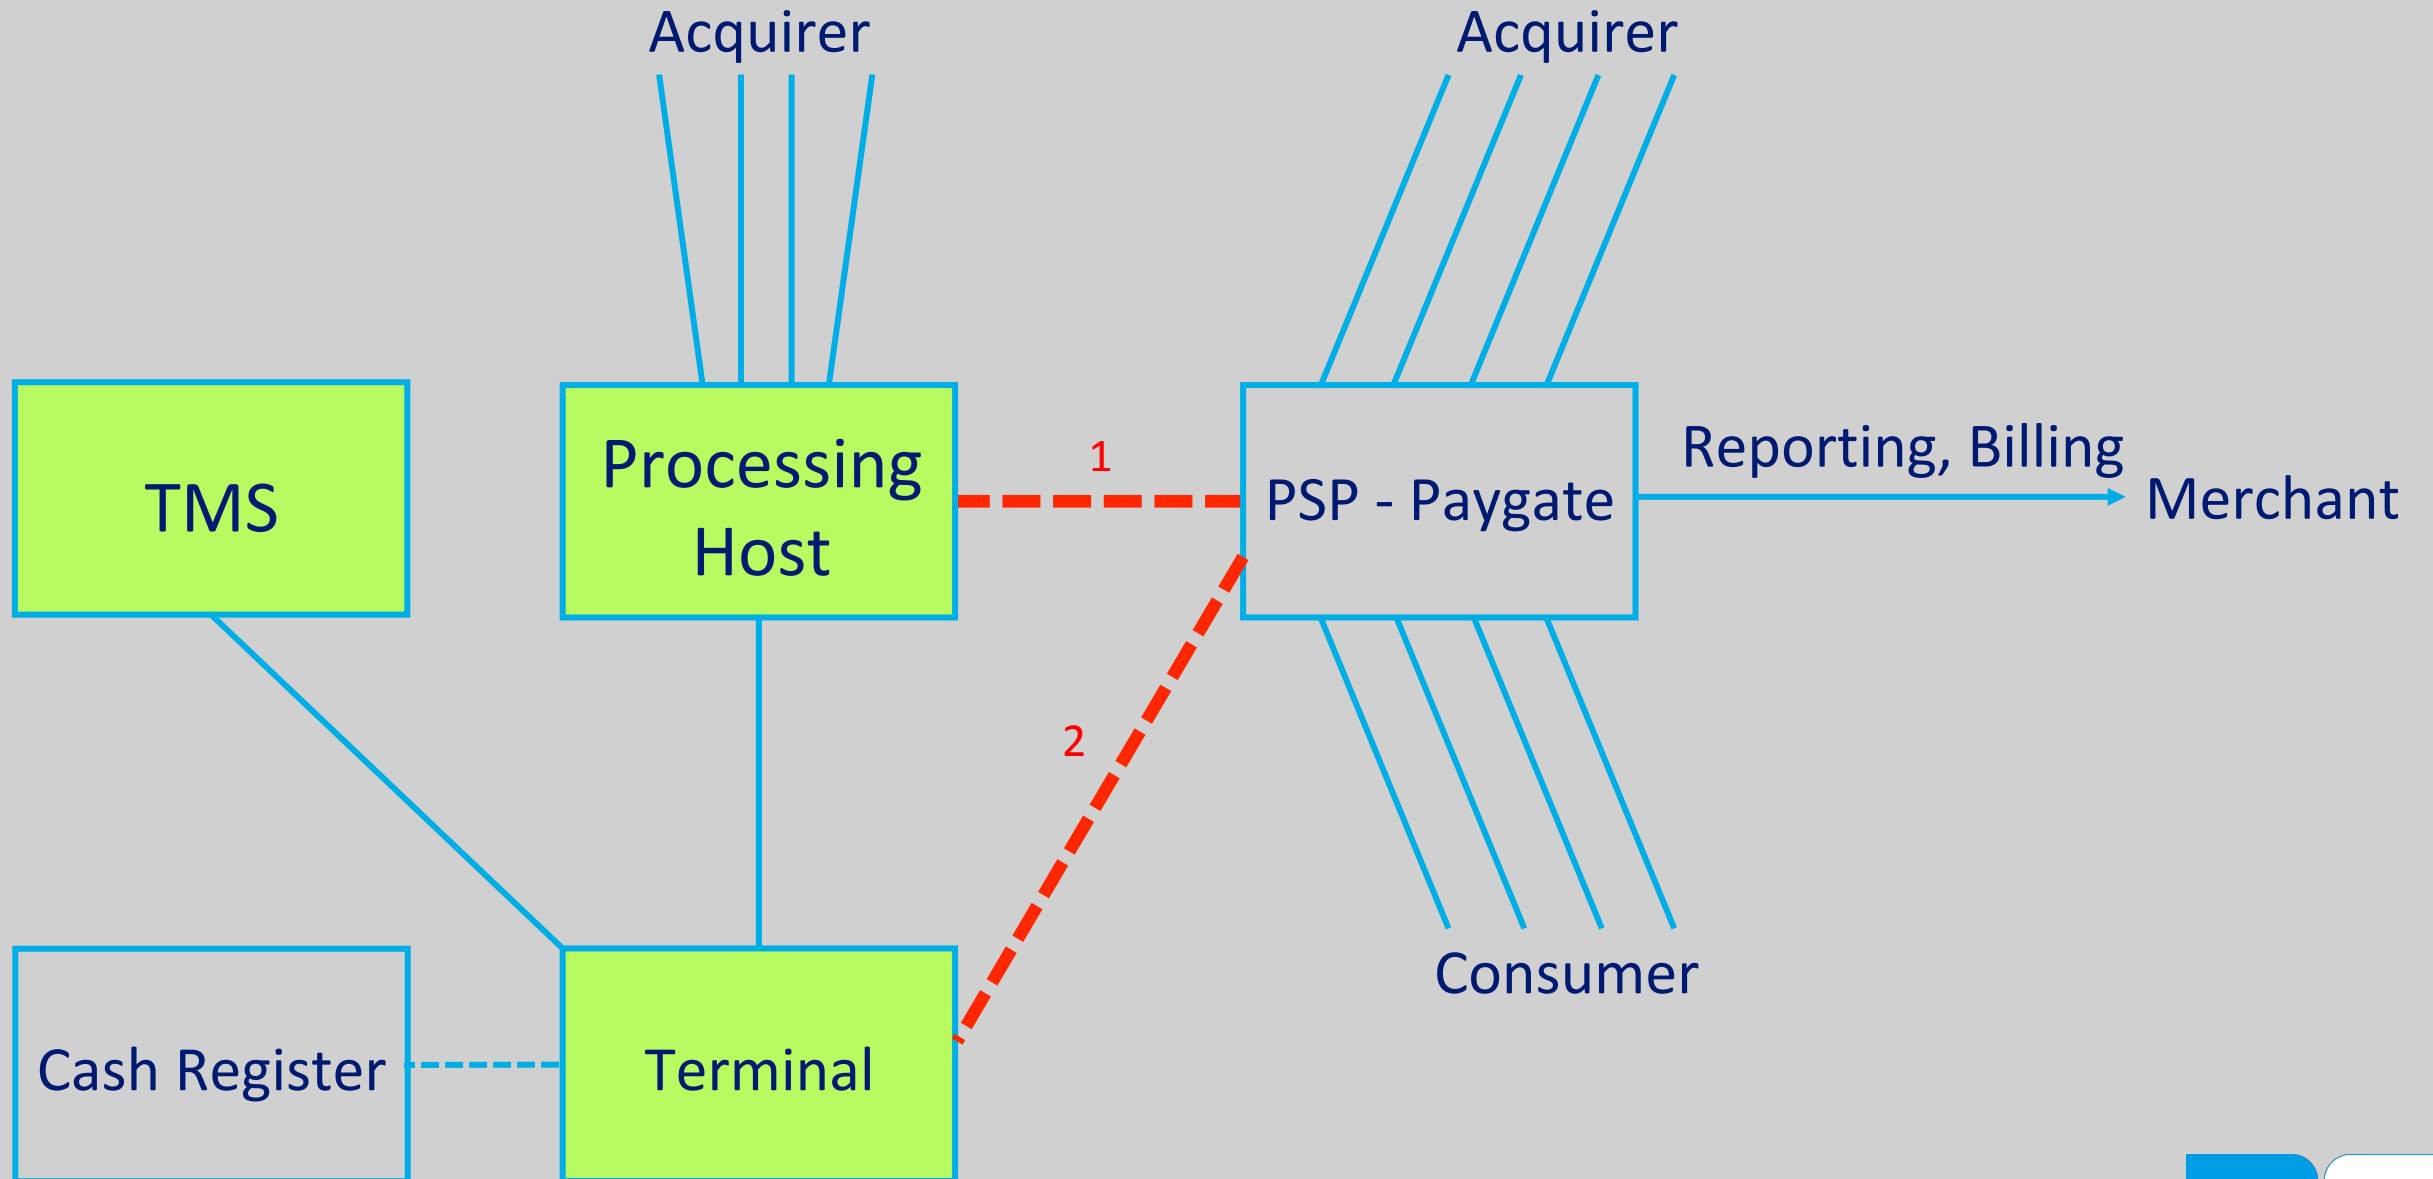 Acquirer
Acquirer
TMS
Processing
Host
1
PSP - Paygate
Reporting, Billing
Merchant
2
Consumer
Cash Register
Terminal